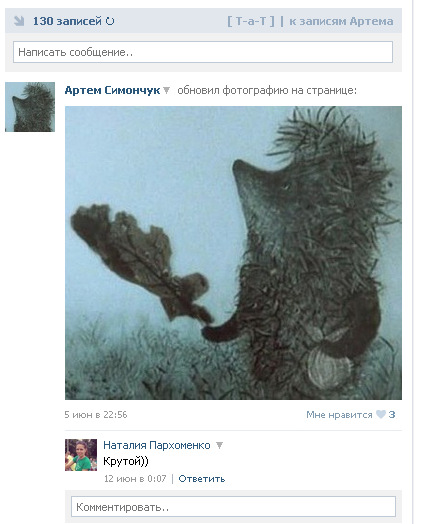 130 записей [ T-a-T ] | к записям Артема
Написать сообщение..
Артем Симончук обновил фотографию на странице:
5 июн в 22:56 Мне нравится 3
Наталия Пархоменко
Крутой))
12 июн в 0:07 | Ответить
Комментировать..